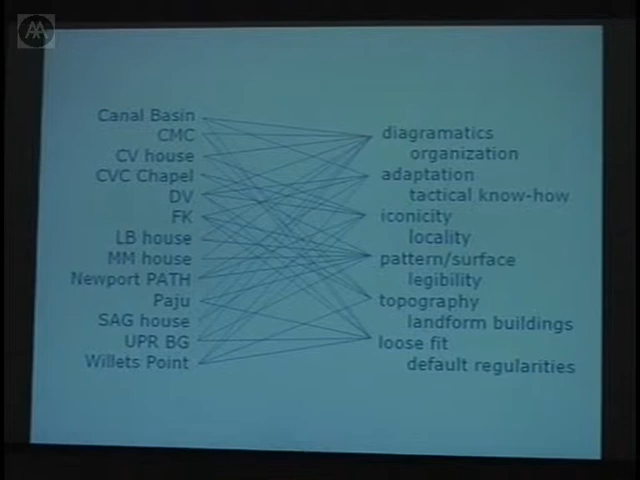 AA
Canal Basin
CMC
CV house
CVC Chapel
DV
FK
LB house
MM house
Newport PATH
Paju
SAG house
UPR BG
Willets Point
diagramatics
organization
adaptation
tactical know-how
iconicity
locality
pattern/surface
legibility
topography
landform buildings
loose fit
default regularities